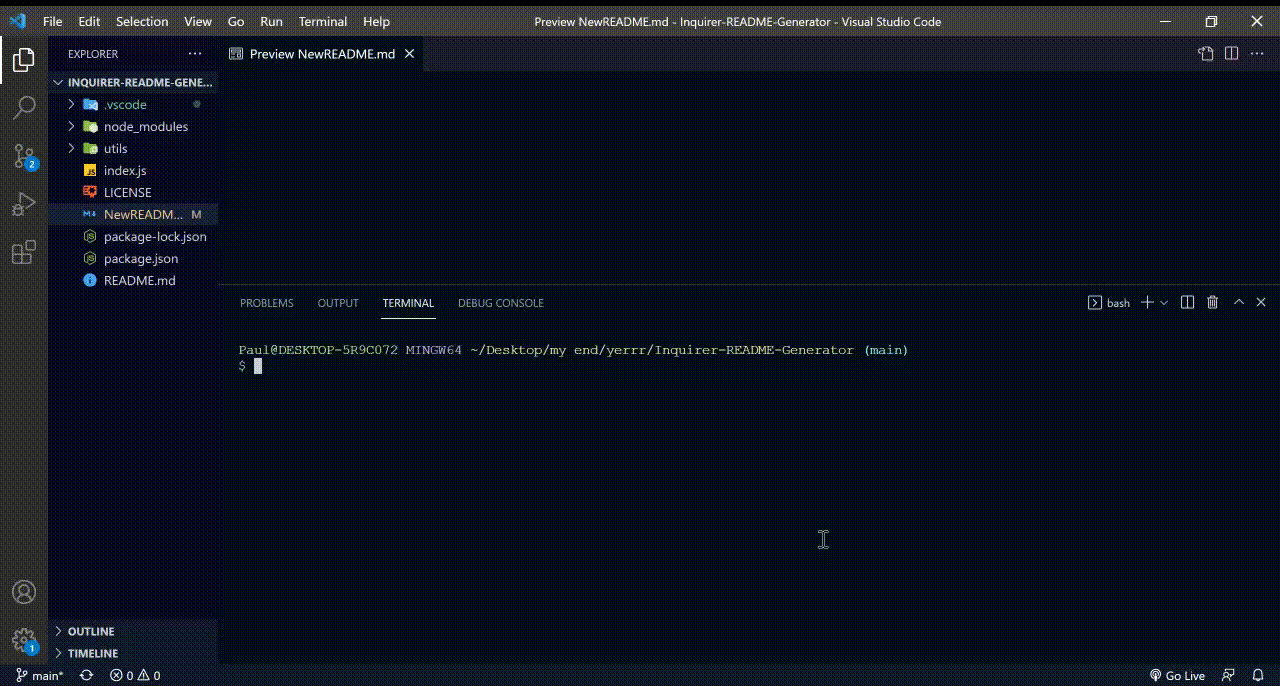 File Edit Selection View Go Run Terminal Help
Preview NewREADME.md - Inquirer-README-Generator - Visual Studio Code
EXPLORER
Preview NewREADME.md
INQUIRER-README-GENE...
.vscode
node_modules
utils
2
index.js
LICENSE
NewREADM... M
package-lock.json
package.json
README.md
PROBLEMS OUTPUT TERMINAL DEBUG CONSOLE
bash
Paul@DESKTOP-5R9C072 MINGW64 ~/Desktop/my end/yerrr/Inquirer-README-Generator (main)
$
OUTLINE
1
TIMELINE
main* 0 0
Go Live